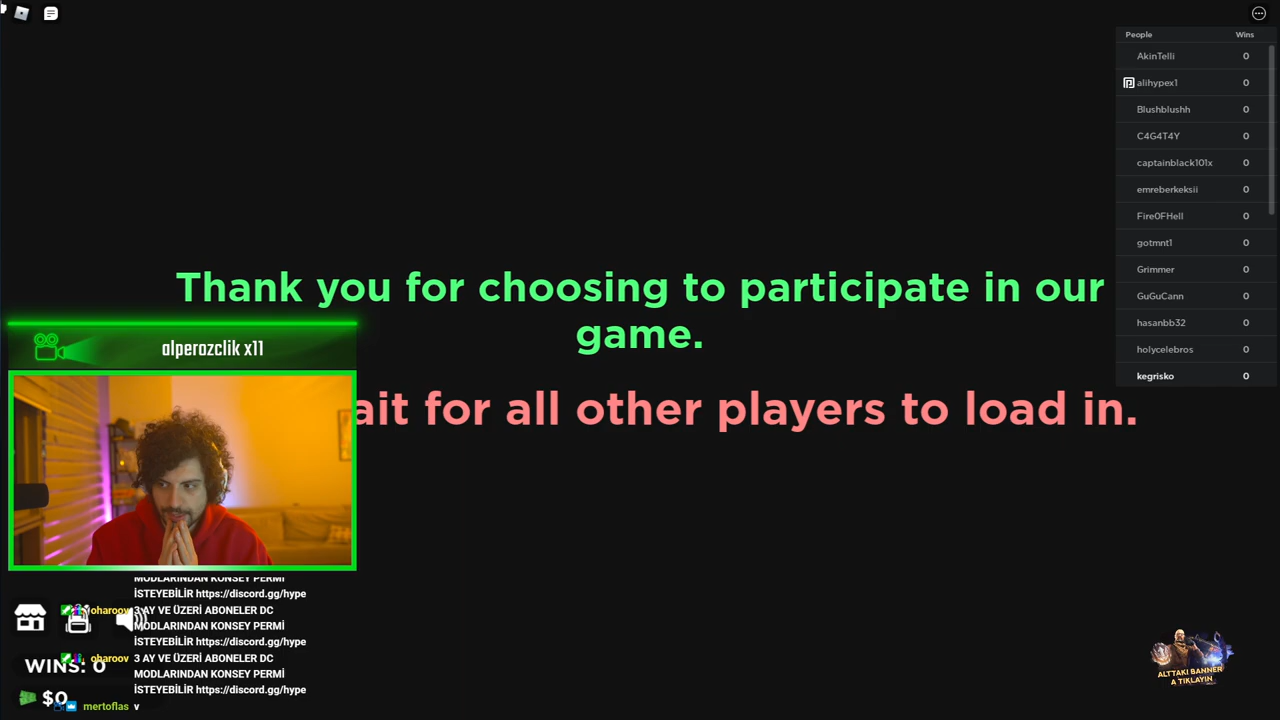 People Wins
AkinTelli 0
alihypex1 0
Blushblushh 0
C4G4T4Y 0
captainblack101x 0
emreberkeksii 0
Fire0FHell 0
gotmnt1 0
Grimmer 0
GuGuCann 0
hasanbb32 0
holycelebros 0
kegrisko 0
Thank you for choosing to participate in our
game.
ait for all other players to load in.
alperozclik x11
MODLARINDAN KONSEY PERMİ
İSTEYEBİLİR https://discord.gg/hype
oharoov 3 AY VE ÜZERİ ABONELER DC
MODLARINDAN KONSEY PERMİ
İSTEYEBİLİR https://discord.gg/hype
oharoov 3 AY VE ÜZERİ ABONELER DC
MODLARINDAN KONSEY PERMİ
İSTEYEBİLİR https://discord.gg/hype
mertoflas v
WINS: 0
$0
ALTTAKI BANNER
A TIKLAYIN